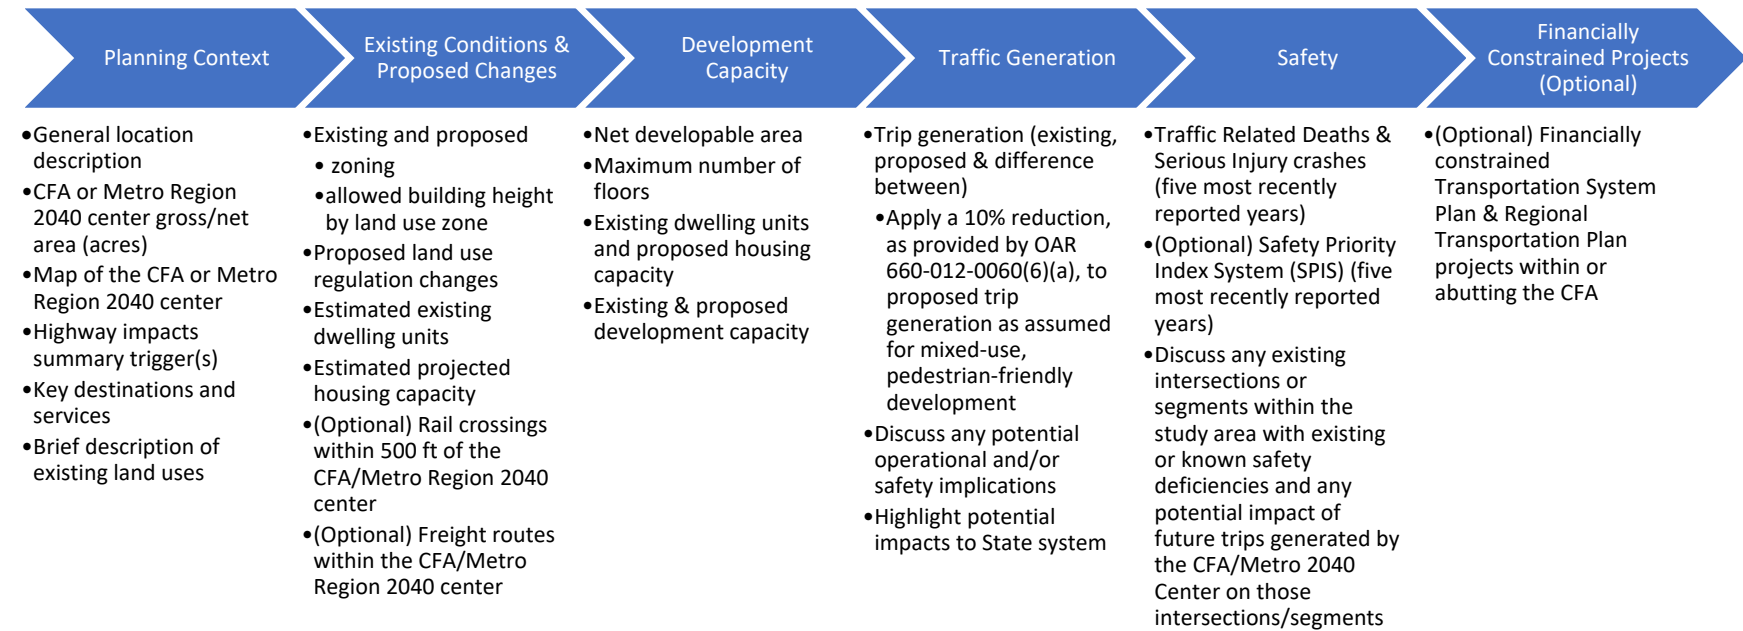 Planning Context
•General location
description
•CFA or Metro Region
2040 center gross/net
area (acres)
•Map of the CFA or Metro
Region 2040 center
•Highway impacts
summary trigger(s)
•Key destinations and
services
•Brief description of
existing land uses
Existing Conditions &
Proposed Changes
•Existing and proposed
• zoning
•allowed building height
by land use zone
•Proposed land use
regulation changes
•Estimated existing
dwelling units
•Estimated projected
housing capacity
•(Optional) Rail crossings
within 500 ft of the
CFA/Metro Region 2040
center
•(Optional) Freight routes
within the CFA/Metro
Region 2040 center
Development
Capacity
•Net developable area
•Maximum number of
floors
•Existing dwelling units
and proposed housing
capacity
•Existing & proposed
development capacity
Traffic Generation
•Trip generation (existing,
proposed & difference
between)
•Apply a 10% reduction,
as provided by OAR
660-012-0060(6)(a), to
proposed trip
generation as assumed
for mixed-use,
pedestrian-friendly
development
•Discuss any potential
operational and/or
safety implications
•Highlight potential
impacts to State system
Safety
•Traffic Related Deaths &
Serious Injury crashes
(five most recently
reported years)
•(Optional) Safety Priority
Index System (SPIS) (five
most recently reported
years)
•Discuss any existing
intersections or
segments within the
study area with existing
or known safety
deficiencies and any
potential impact of
future trips generated by
the CFA/Metro 2040
Center on those
intersections/segments
Financially
Constrained Projects
(Optional)
•(Optional) Financially
constrained
Transportation System
Plan & Regional
Transportation Plan
projects within or
abutting the CFA